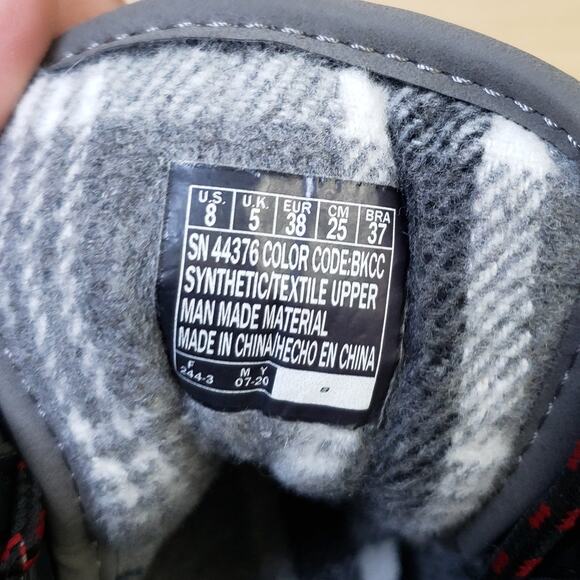 U.S. U.K. EUR CM BRA
8 5 38 25 37
SN 44376 COLOR CODE:BKCC
SYNTHETIC/TEXTILE UPPER
MAN MADE MATERIAL
MADE IN CHINA/HECHO EN CHINA
F M Y
244-3 07-20